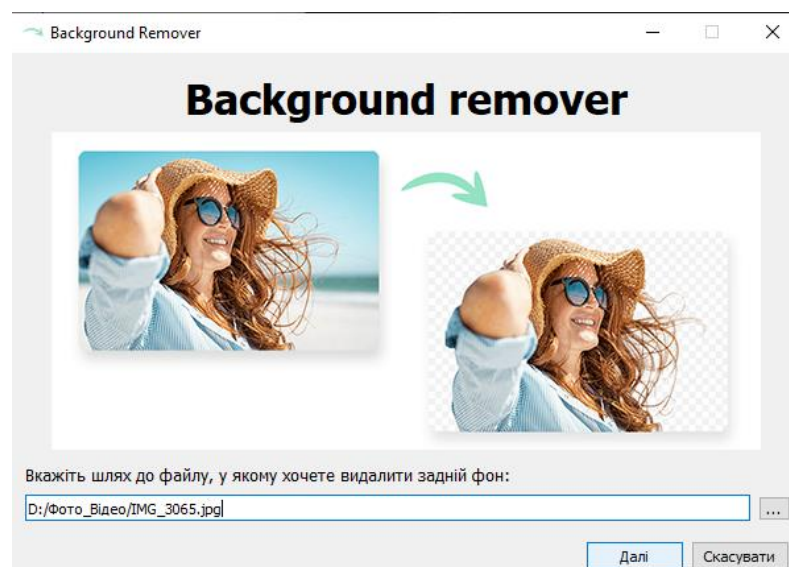 Background Remover
Background remover
Вкажіть шлях до файлу, у якому хочете видалити задній фон:
D:/Фото_Відео/IMG_3065.jpg
...
Далі
Скасувати